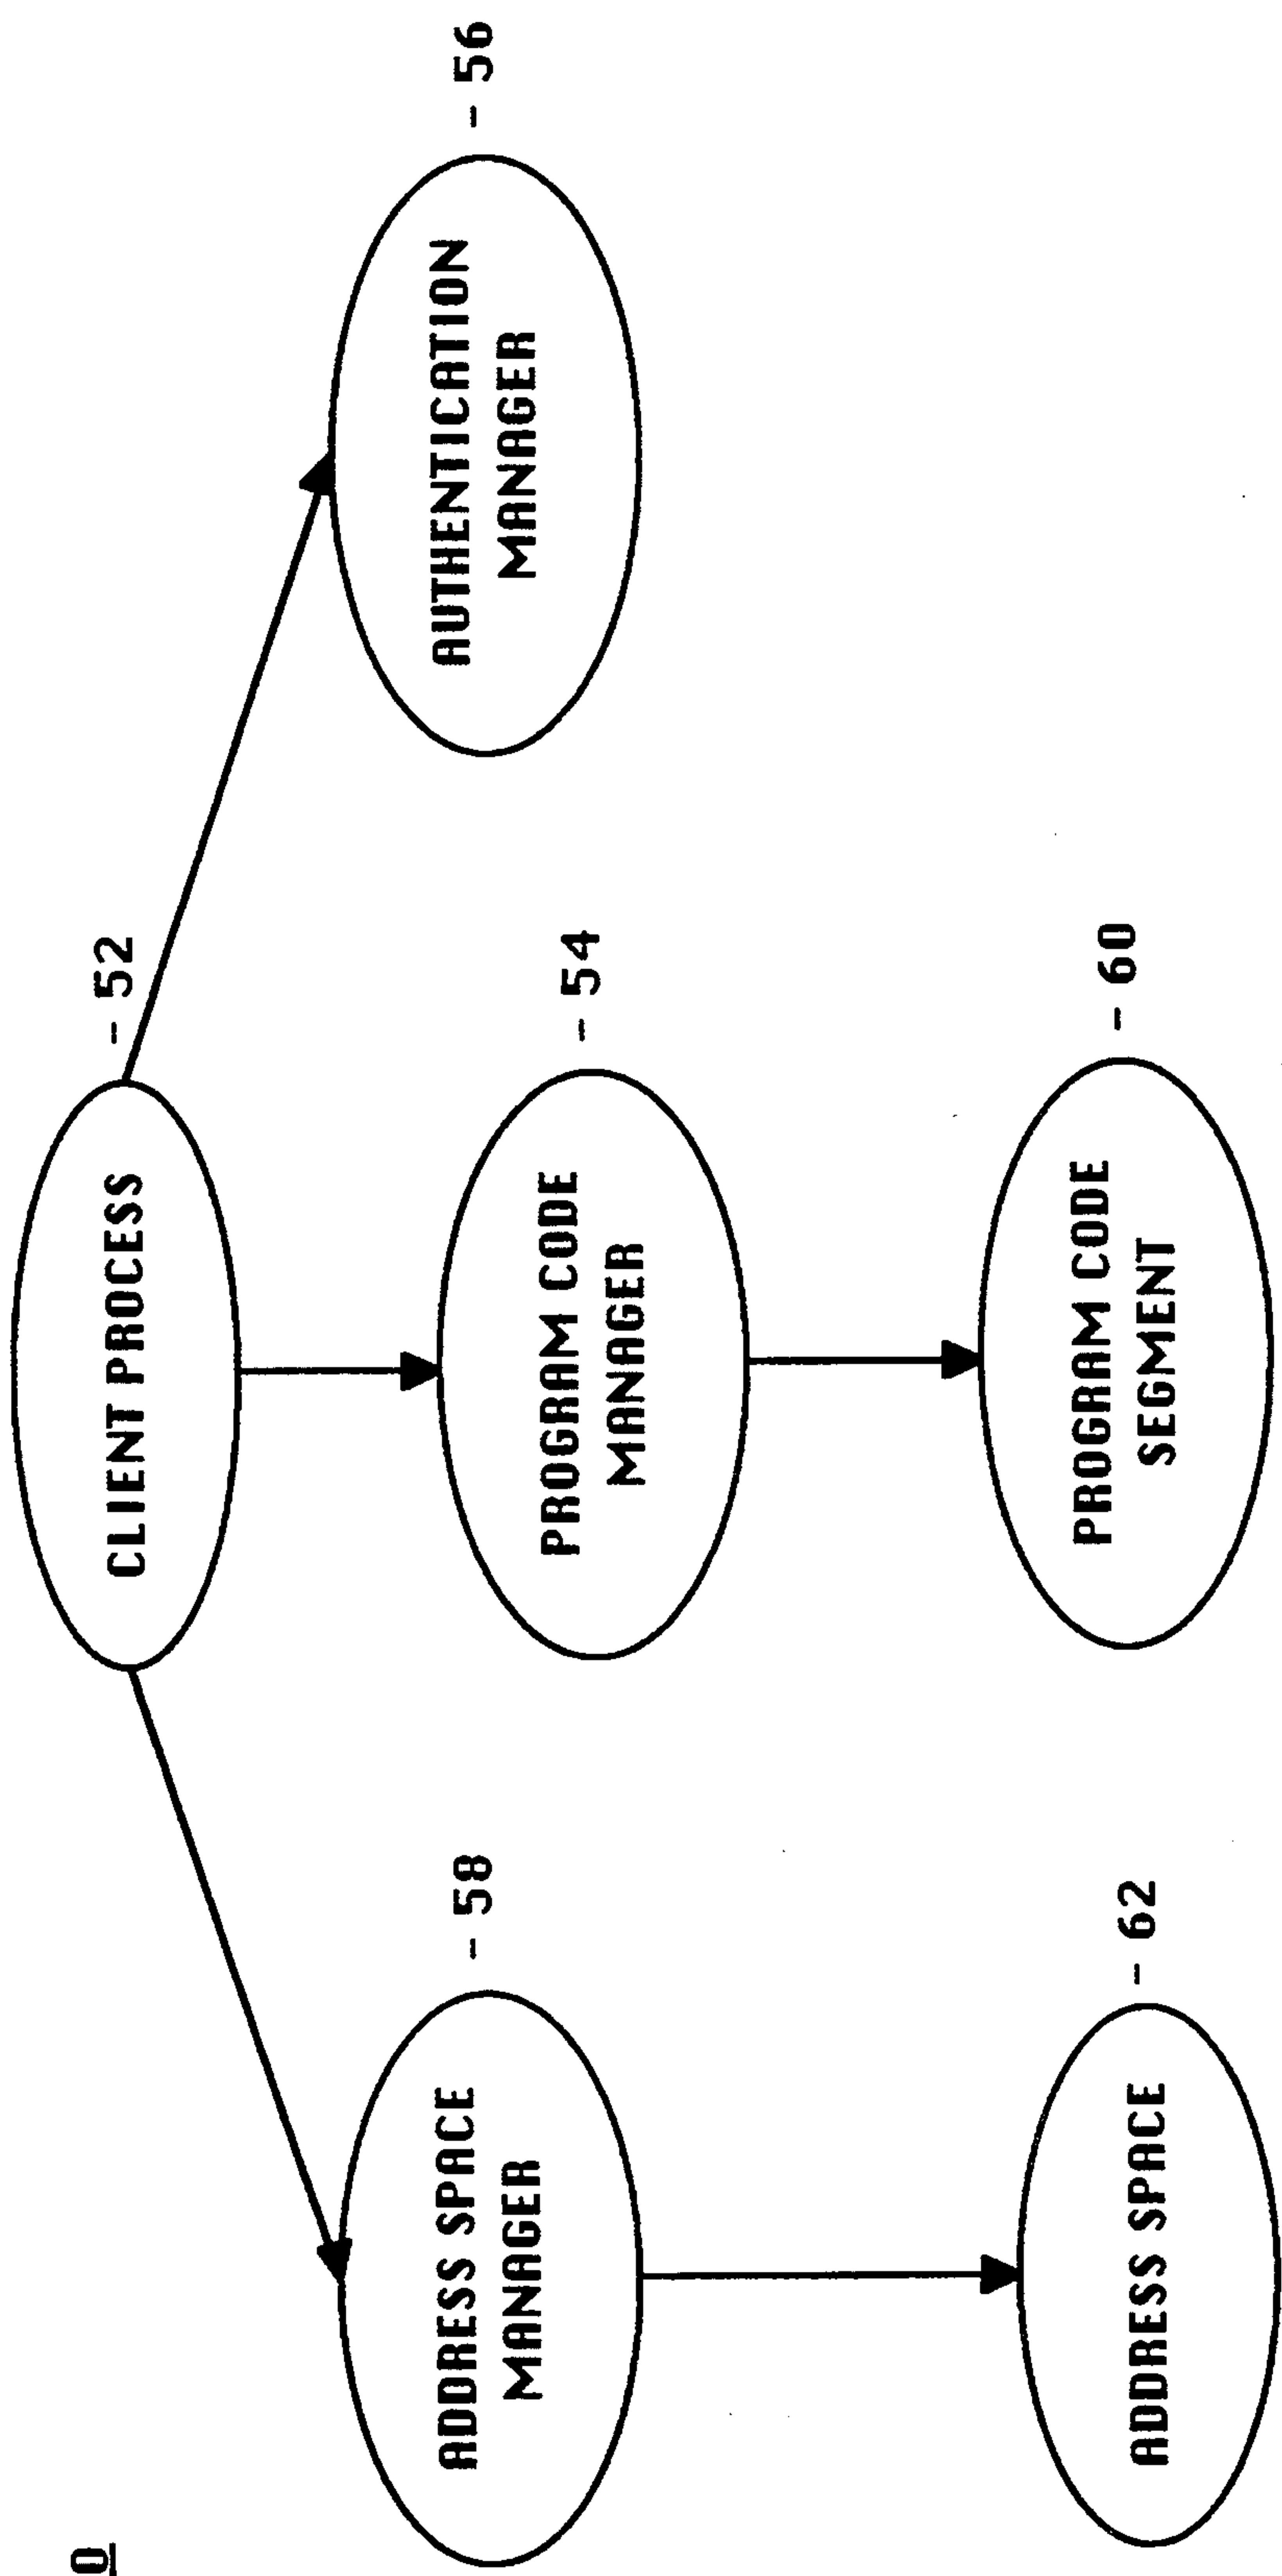 0
CLIENT PROCESS
- 52
ADDRESS SPACE
MANAGER
- 58
PROGRAM CODE
MANAGER
- 54
AUTHENTICATION
MANAGER
- 56
ADDRESS SPACE
- 62
PROGRAM CODE
SEGMENT
- 60